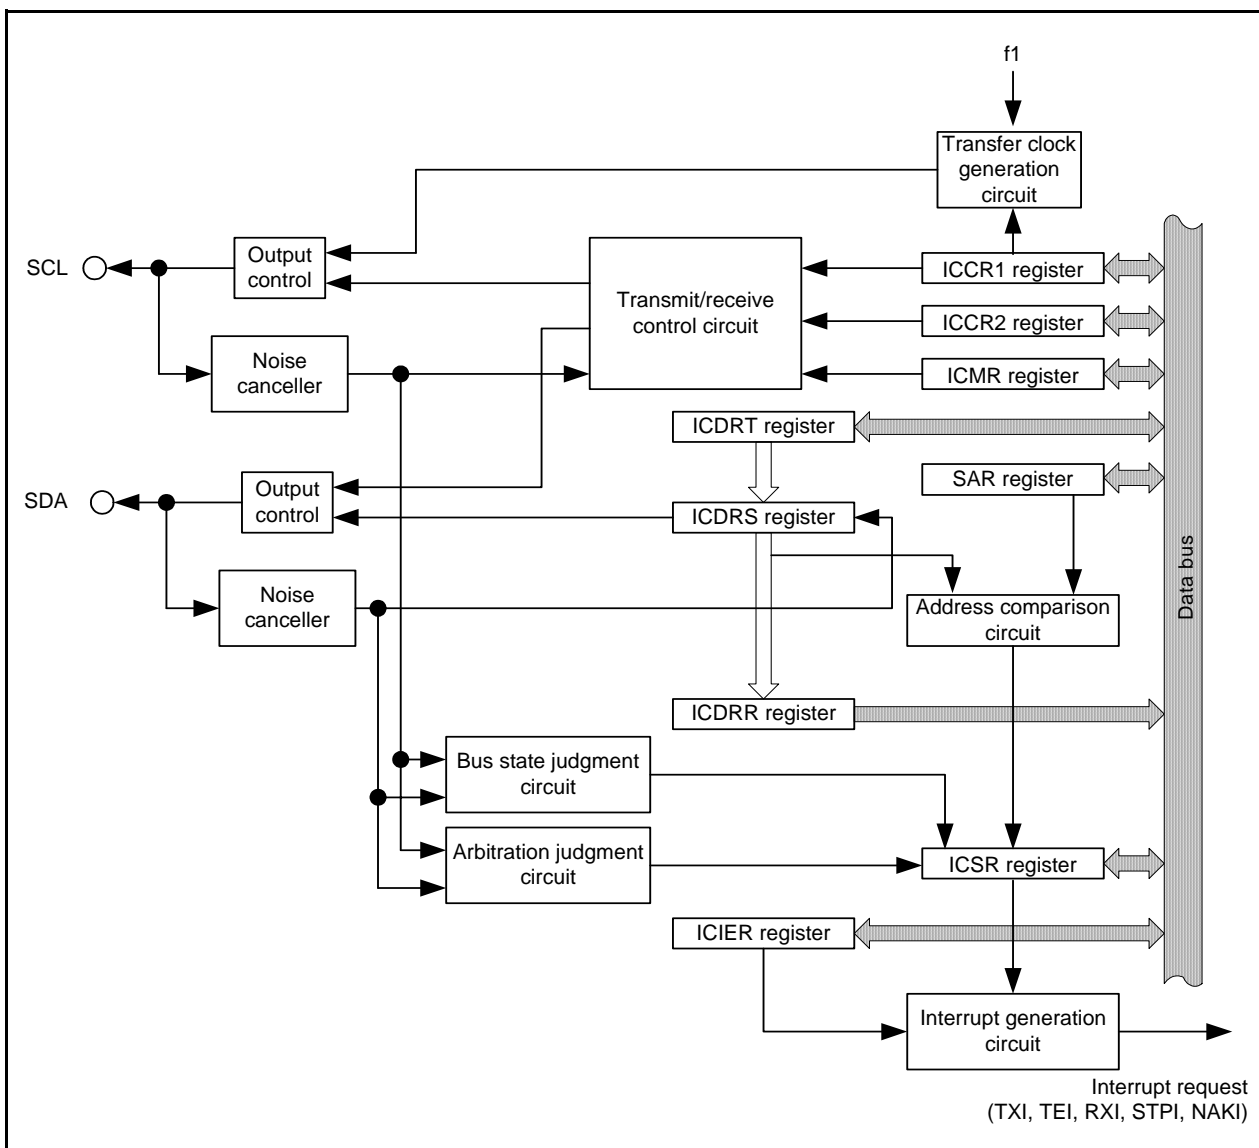 f1
Transfer clock
generation
circuit
SCL
Output
control
Transmit/receive
control circuit
ICCR1 register
ICCR2 register
ICMR register
Noise
canceller
ICDRT register
SAR register
SDA
Output
control
ICDRS register
Data bus
Noise
canceller
Address comparison
circuit
ICDRR register
Bus state judgment
circuit
Arbitration judgment
circuit
ICSR register
ICIER register
Interrupt generation
circuit
Interrupt request
(TXI, TEI, RXI, STPI, NAKI)